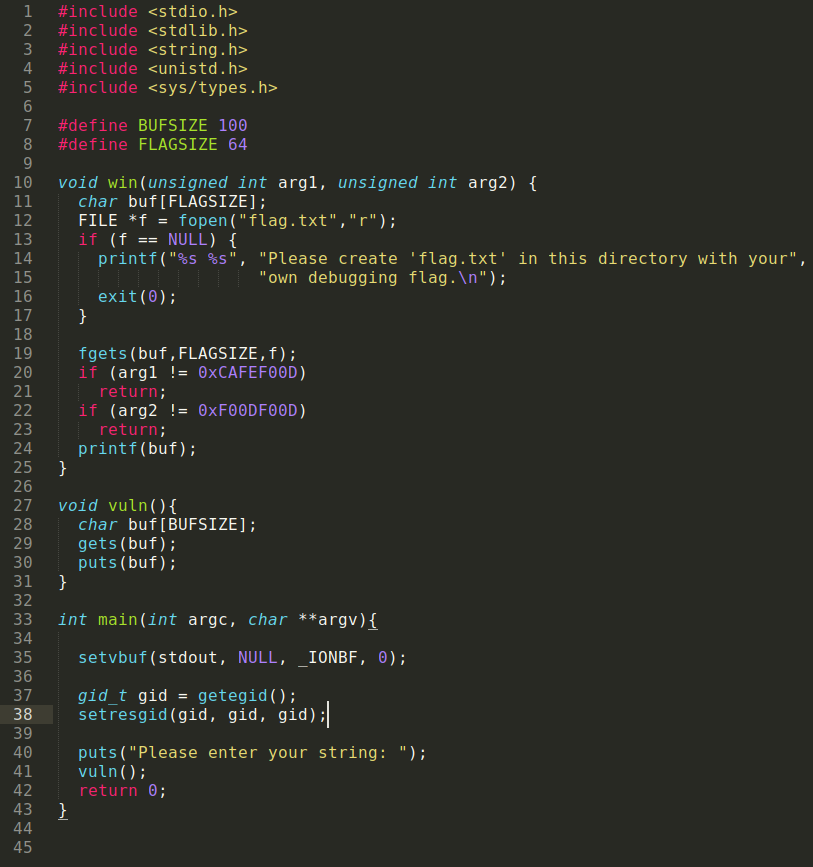 1 #include <stdio.h>
2 #include <stdlib.h>
3 #include <string.h>
4 #include <unistd.h>
5 #include <sys/types.h>
6
7 #define BUFSIZE 100
8 #define FLAGSIZE 64
9
10 void win(unsigned int arg1, unsigned int arg2) {
11   char buf[FLAGSIZE];
12   FILE *f = fopen("flag.txt","r");
13   if (f == NULL) {
14     printf("%s %s", "Please create 'flag.txt' in this directory with your",
15                     "own debugging flag.\n");
16     exit(0);
17   }
18
19   fgets(buf,FLAGSIZE,f);
20   if (arg1 != 0xCAFEF00D)
21     return;
22   if (arg2 != 0xF00DF00D)
23     return;
24   printf(buf);
25 }
26
27 void vuln(){
28   char buf[BUFSIZE];
29   gets(buf);
30   puts(buf);
31 }
32
33 int main(int argc, char **argv){
34
35   setvbuf(stdout, NULL, _IONBF, 0);
36
37   gid_t gid = getegid();
38   setresgid(gid, gid, gid);
39
40   puts("Please enter your string: ");
41   vuln();
42   return 0;
43 }
44
45